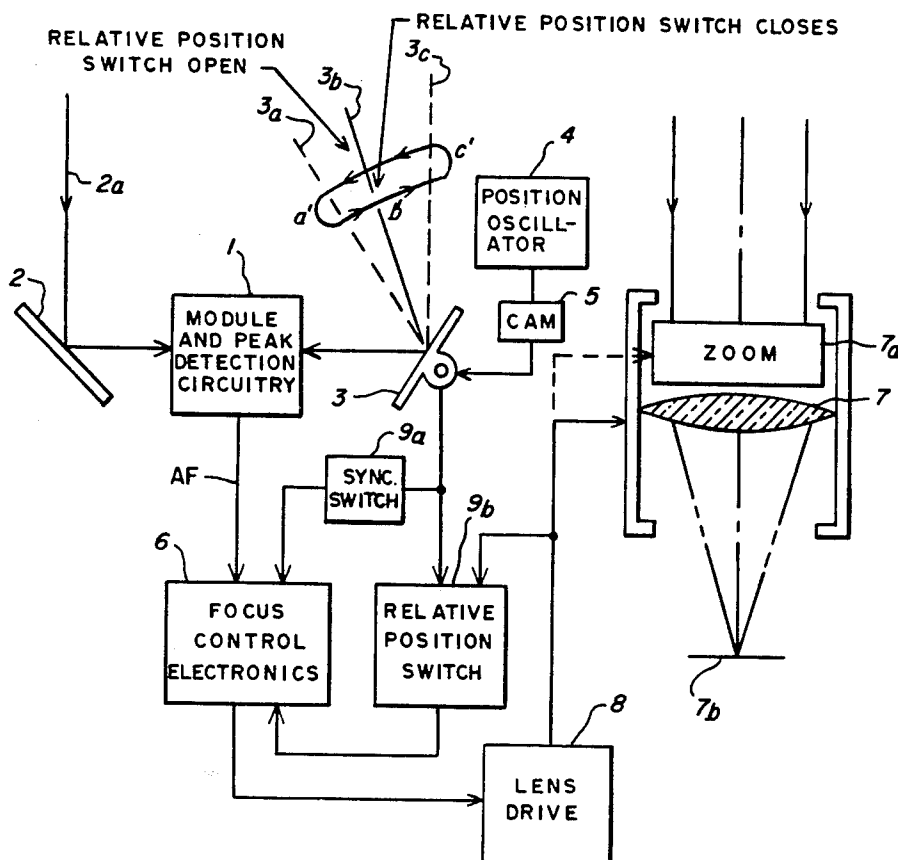 RELATIVE POSITION
SWITCH OPEN
RELATIVE POSITION SWITCH CLOSES
3a
3b
3c
2a
a'
b'
c'
4
POSITION
OSCILL-
ATOR
5
CAM
1
2
MODULE
AND PEAK
DETECTION
CIRCUITRY
3
ZOOM
7a
7
9a
SYNC.
SWITCH
AF
9b
6
FOCUS
CONTROL
ELECTRONICS
RELATIVE
POSITION
SWITCH
7b
8
LENS
DRIVE